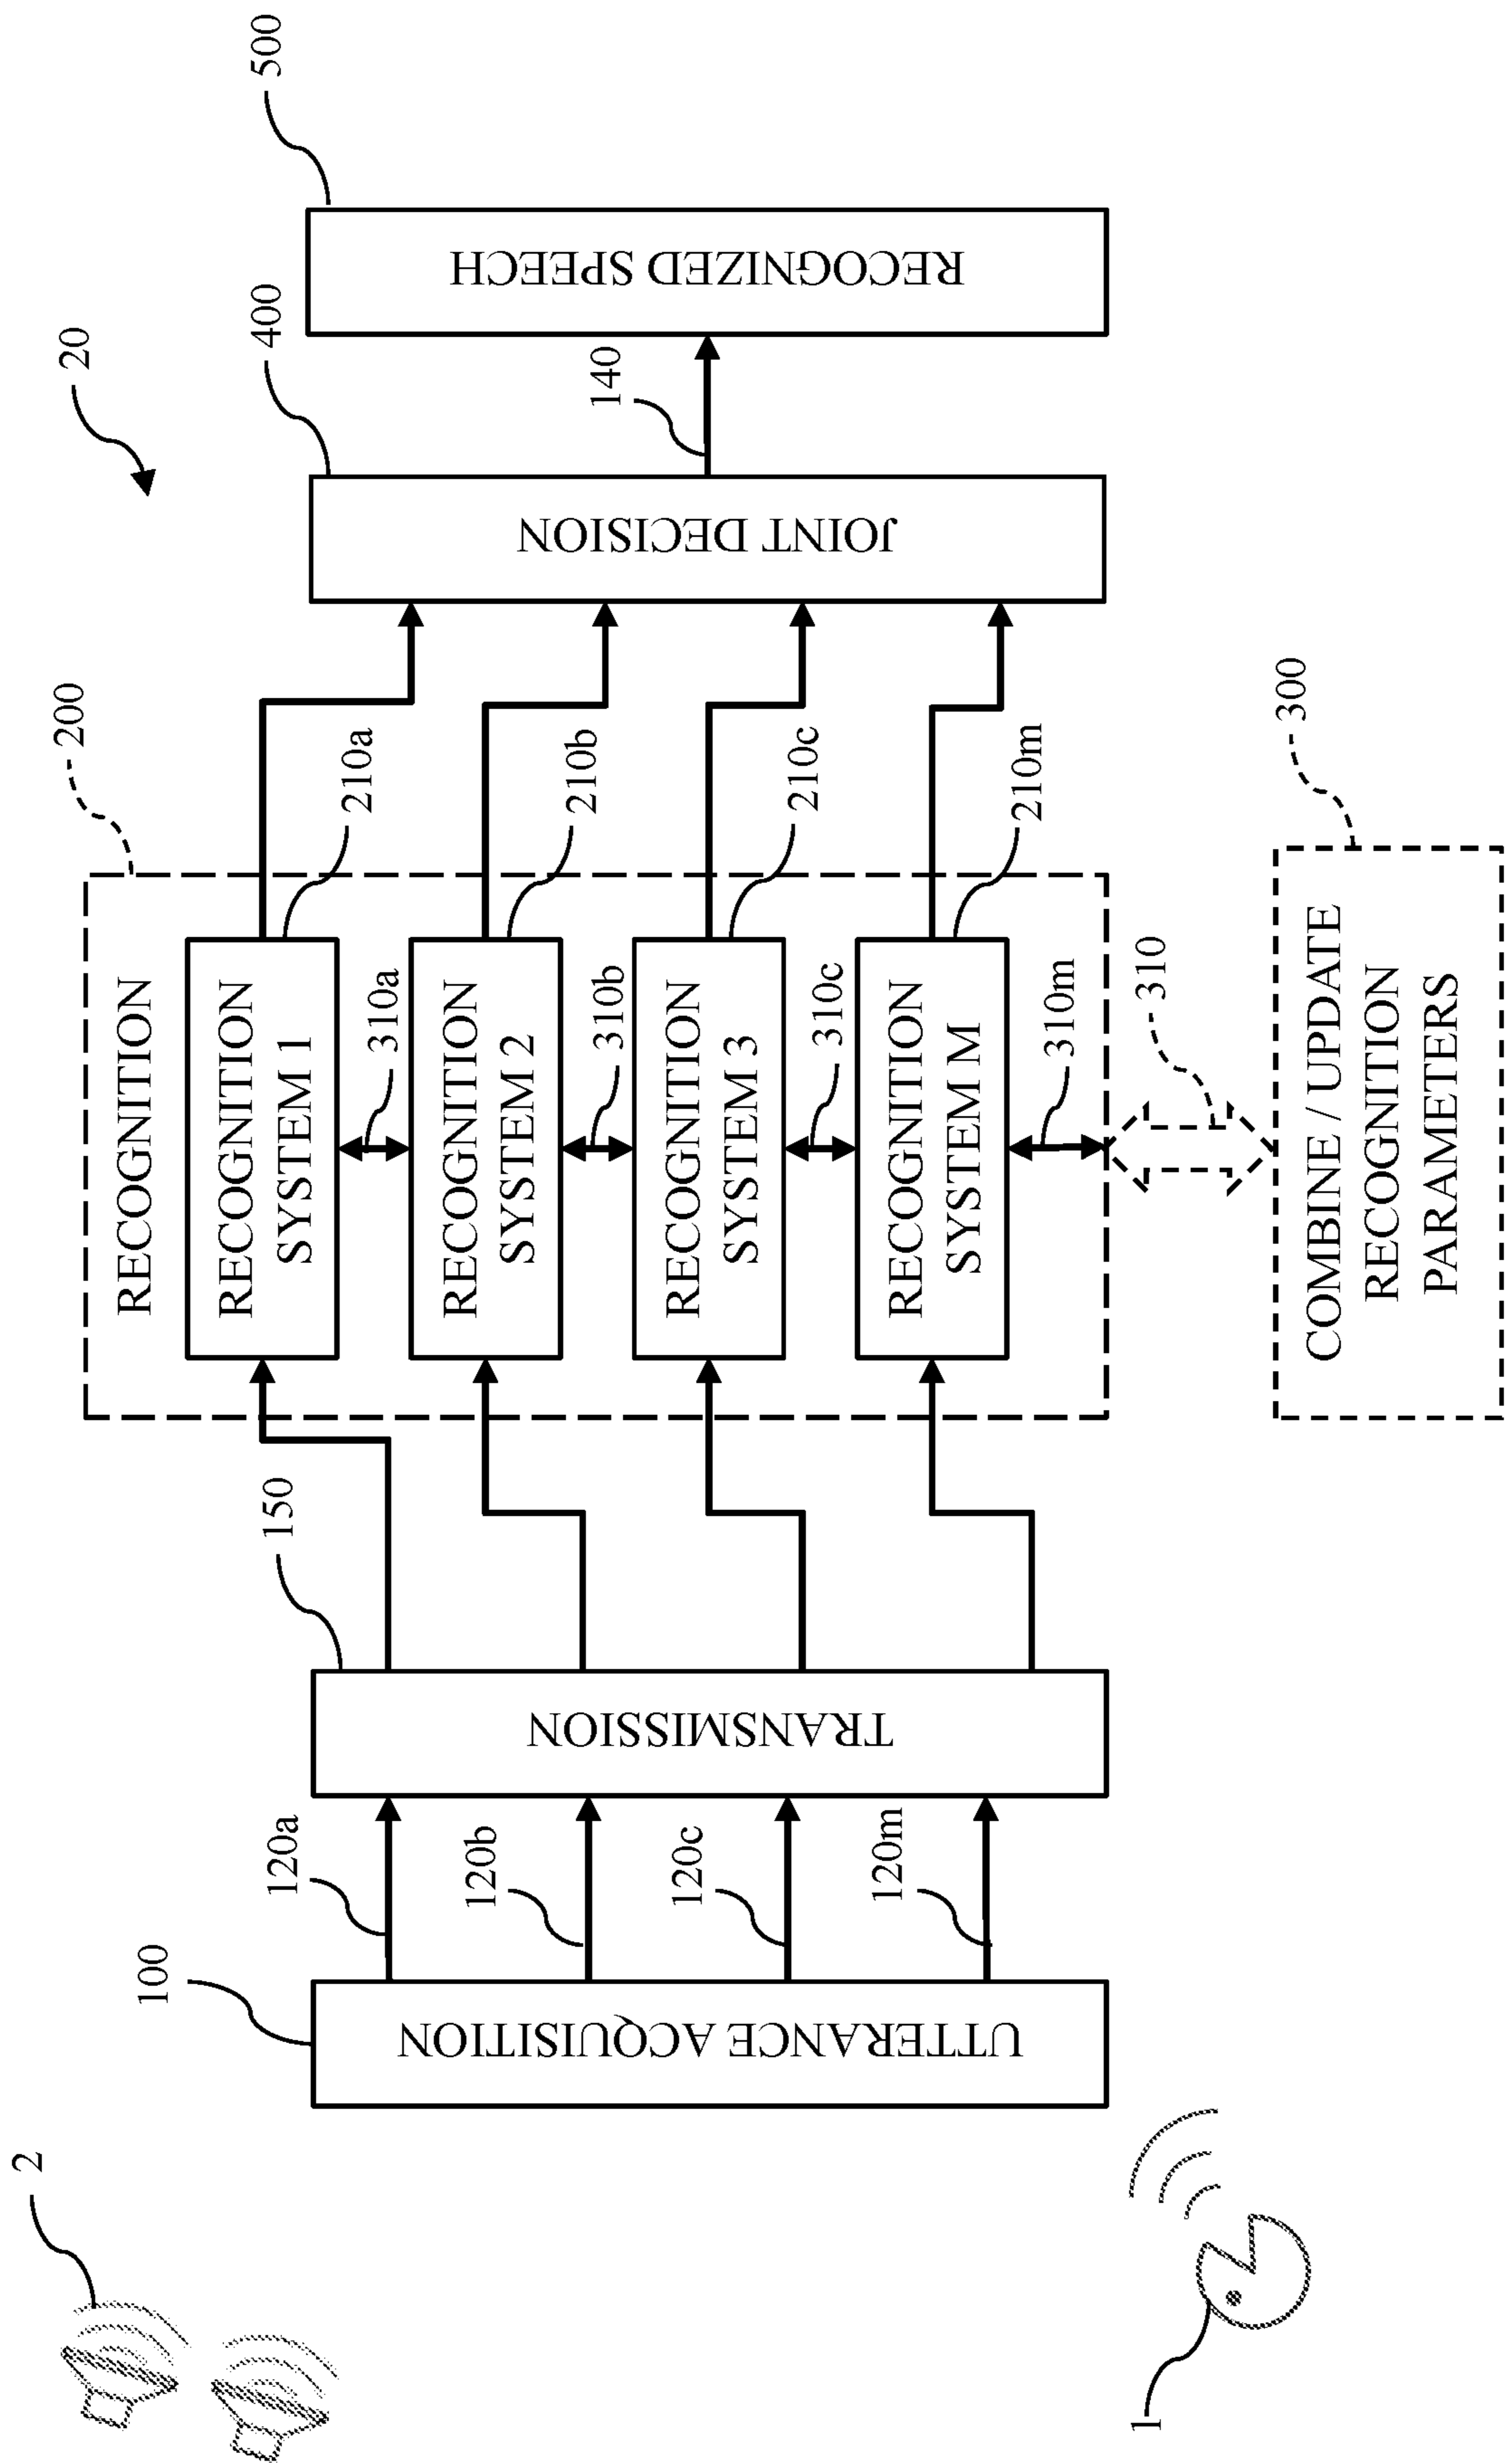 20
2
100
UTTERANCE ACQUISITION
120a
120b
120c
120m
150
TRANSMISSION
200
RECOGNITION
RECOGNITION
SYSTEM 1
210a
310a
RECOGNITION
SYSTEM 2
210b
310b
RECOGNITION
SYSTEM 3
210c
310c
RECOGNITION
SYSTEM M
210m
310m
310
300
COMBINE / UPDATE
RECOGNITION
PARAMETERS
400
JOINT DECISION
140
500
RECOGNIZED SPEECH
1